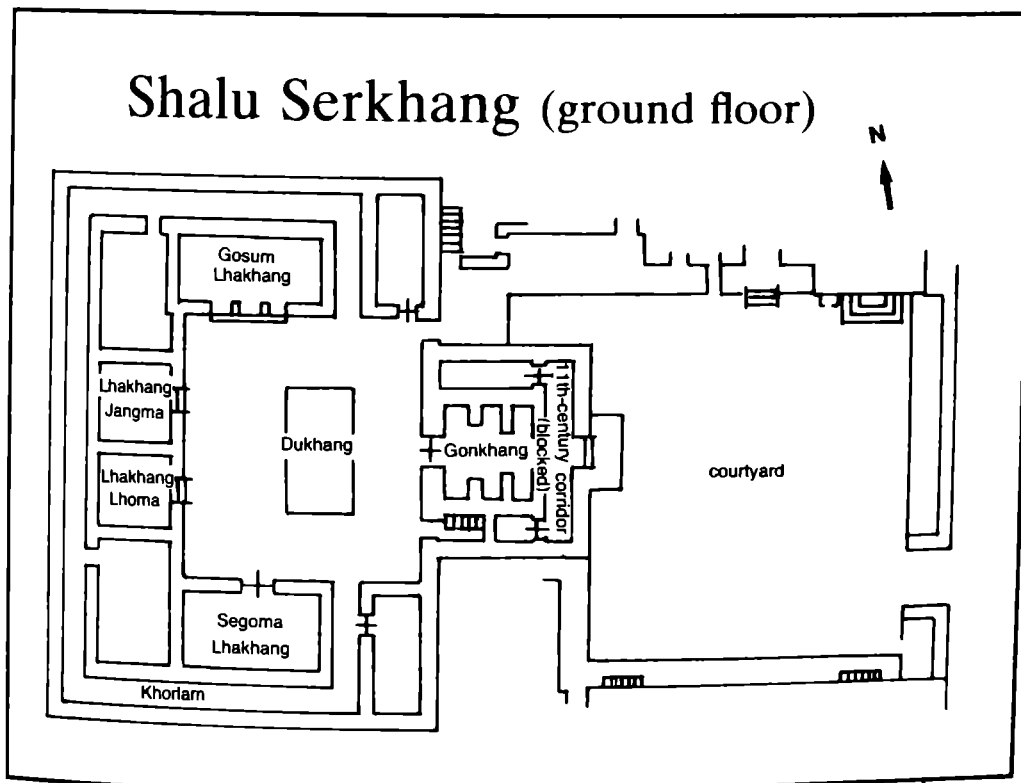 Shalu Serkhang (ground floor)
N
Gosum
Lhakhang
Lhakhang
Jangma
Dukhang
Gonkhang
11th-century corridor
(blocked)
courtyard
Lhakhang
Lhoma
Segoma
Lhakhang
Khorlam